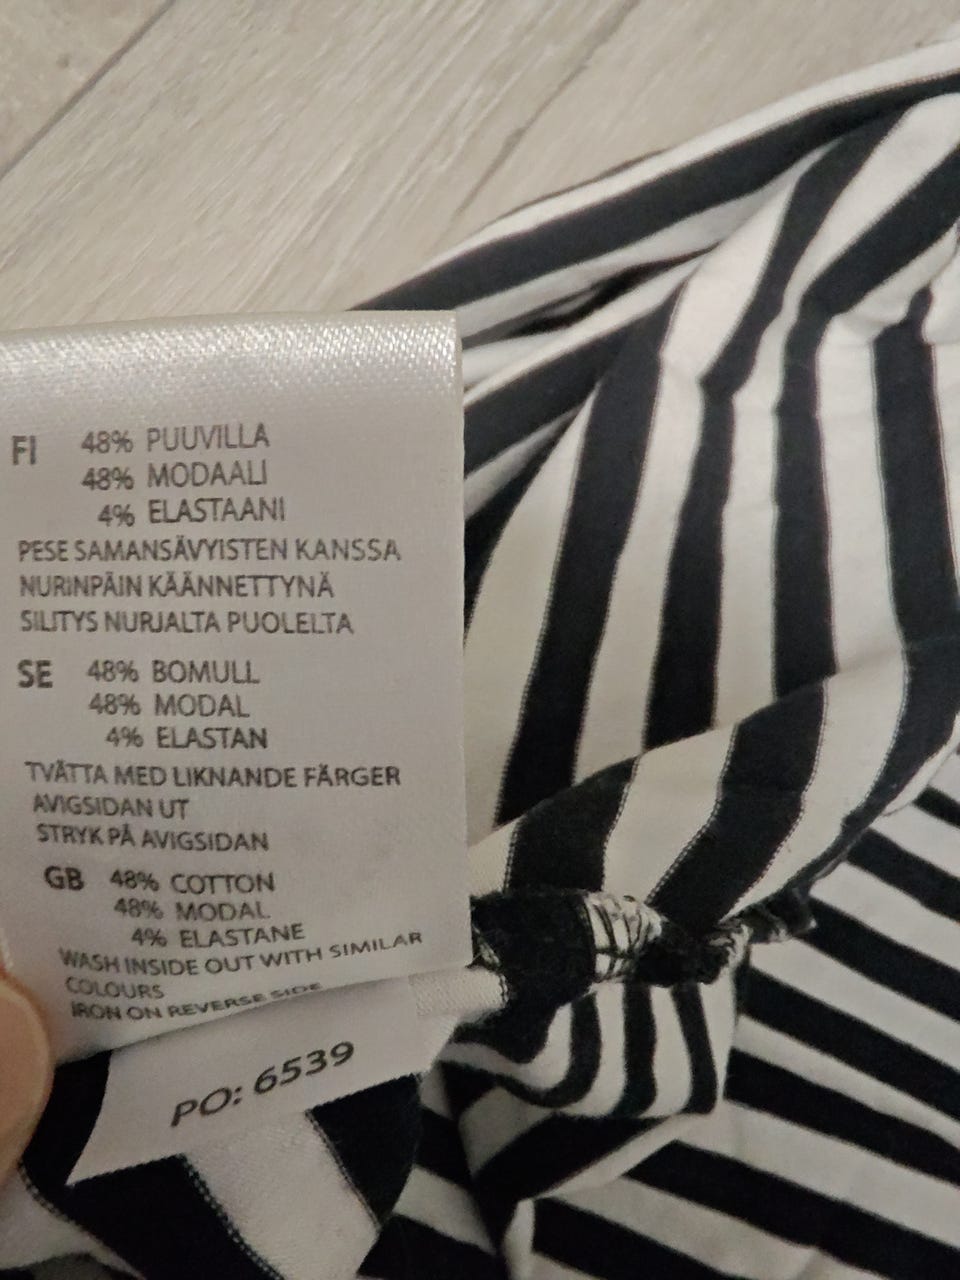 FI 48% PUUVILLA
48% MODAALI
4% ELASTAANI
PESE SAMANSÄVYISTEN KANSSA
NURINPÄIN KÄÄNNETTYNÄ
SILITYS NURJALTA PUOLELTA
SE 48% BOMULL
48% MODAL
4% ELASTAN
TVÄTTA MED LIKNANDE FÄRGER
AVIGSIDAN UT
STRYK PÅ AVIGSIDAN
GB 48% COTTON
48% MODAL
4% ELASTANE
WASH INSIDE OUT WITH SIMILAR
COLOURS
IRON ON REVERSE SIDE
PO: 6539